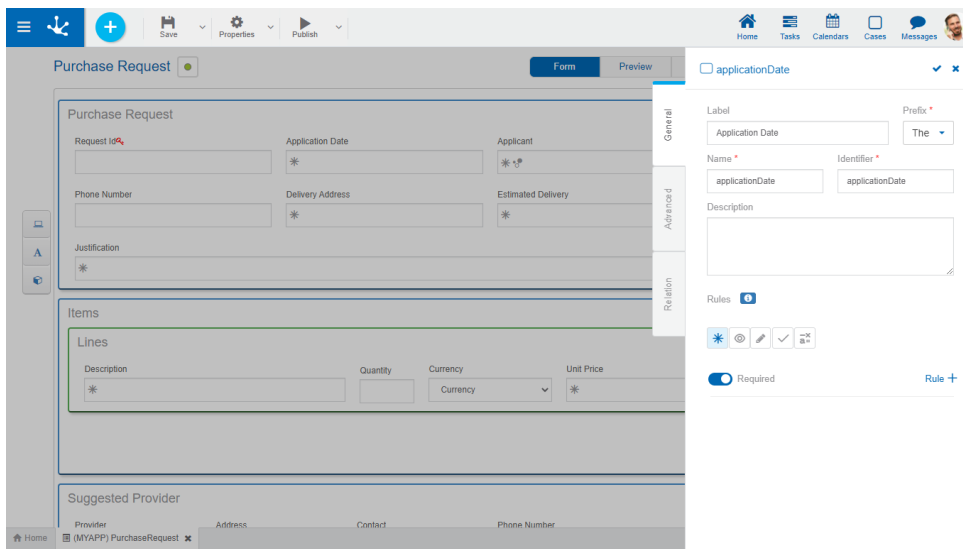 Save
Properties
Publish
Home
Tasks
Calendars
Cases
Messages
Purchase Request
Form
Preview
Purchase Request
Request Id
Application Date
Applicant
Phone Number
Delivery Address
Estimated Delivery
Justification
Items
Lines
Description
Quantity
Currency
Unit Price
Currency
Suggested Provider
Provider
Address
Contact
Phone Number
Home
(MYAPP) PurchaseRequest
General
Advanced
Relation
applicationDate
Label
Prefix *
Application Date
The
Name *
Identifier *
applicationDate
applicationDate
Description
Rules
Required
Rule +